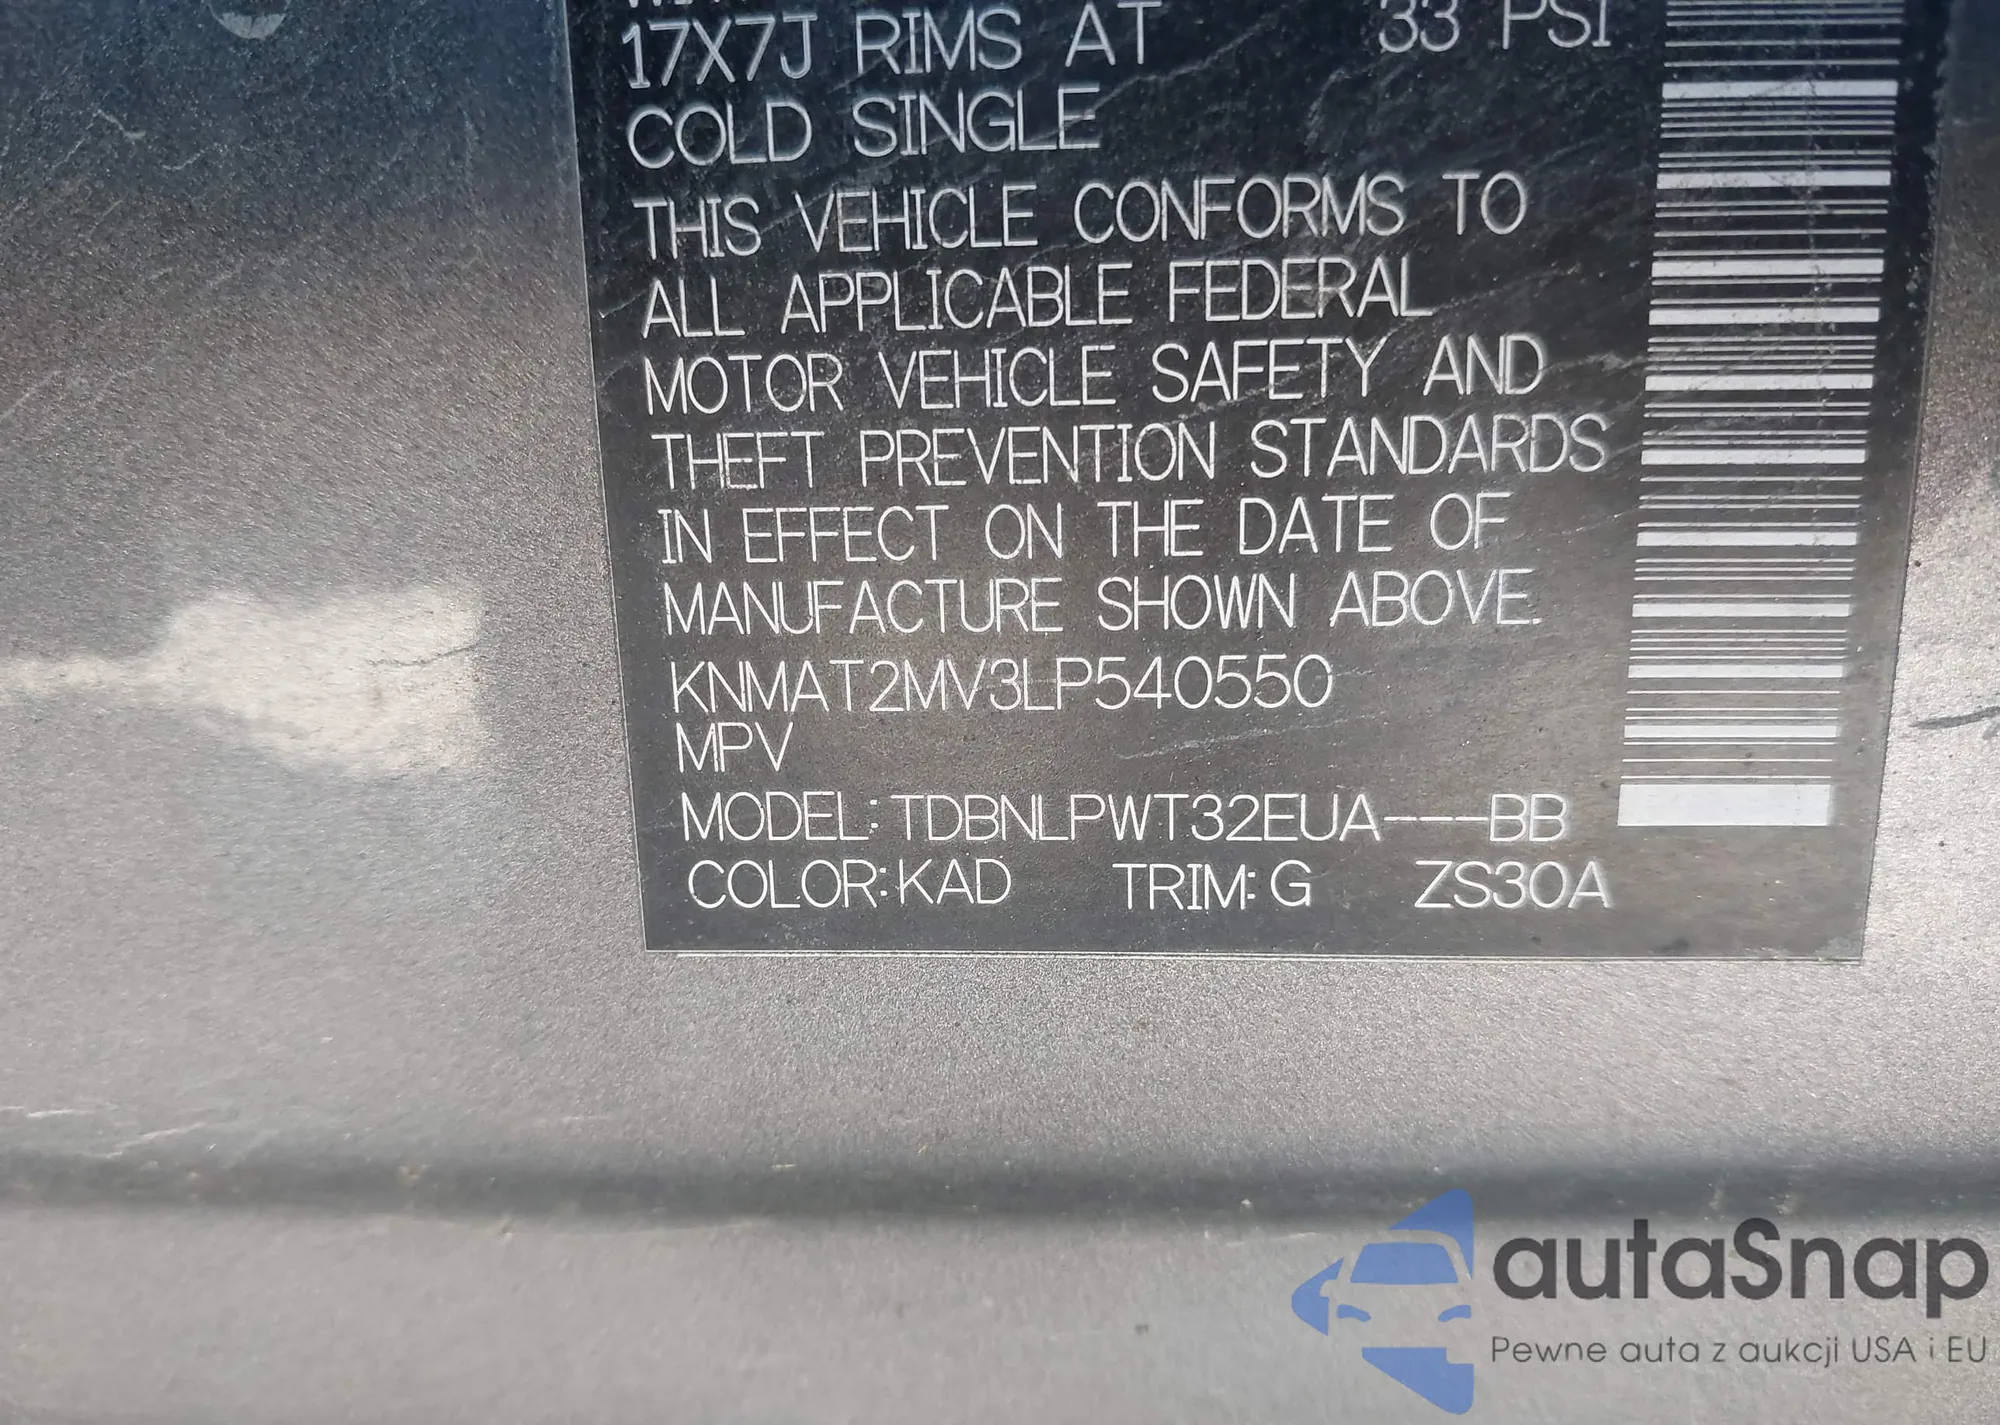 17X7J RIMS AT 33 PSI
COLD SINGLE
THIS VEHICLE CONFORMS TO
ALL APPLICABLE FEDERAL
MOTOR VEHICLE SAFETY AND
THEFT PREVENTION STANDARDS
IN EFFECT ON THE DATE OF
MANUFACTURE SHOWN ABOVE.
KNMAT2MV3LP540550
MPV
MODEL: TDBNLPWT32EUA---BB
COLOR:KAD TRIM: G ZS30A
autaSnap
Pewne auta z aukcji USA i EU